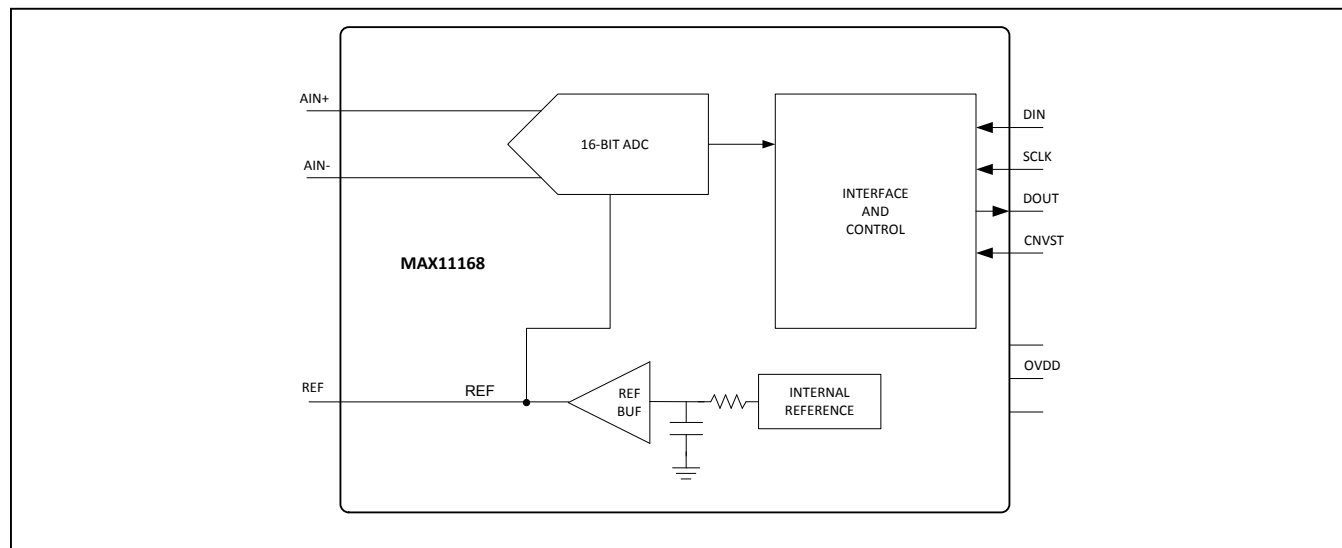 AIN+
AIN-
16-BIT ADC
INTERFACE
AND
CONTROL
DIN
SCLK
DOUT
CNVST
MAX11168
OVDD
REF
REF
REF
BUF
INTERNAL
REFERENCE